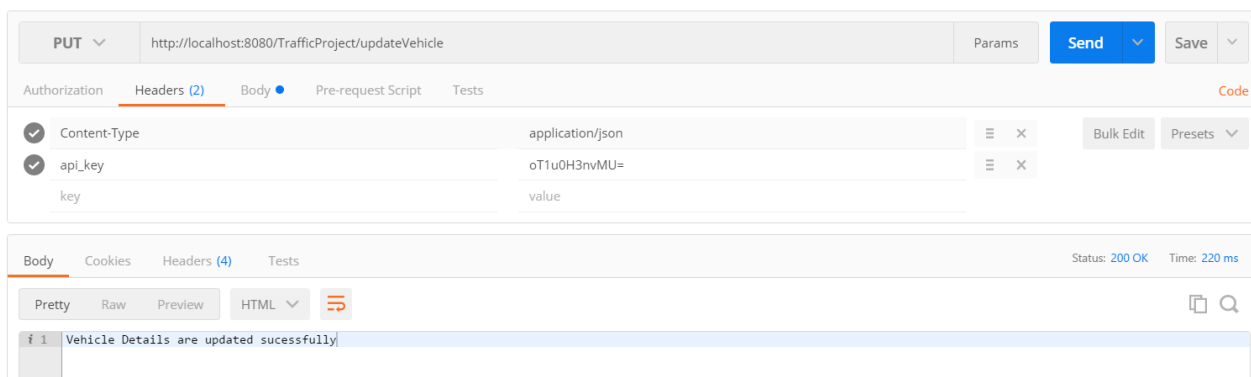 PUT http://localhost:8080/TrafficProject/updateVehicle Params Send Save
Authorization Headers (2) Body Pre-request Script Tests Code
Content-Type application/json Bulk Edit Presets
api_key oT1u0H3nvMU=
key value
Body Cookies Headers (4) Tests Status: 200 OK Time: 220 ms
Pretty Raw Preview HTML
i 1 Vehicle Details are updated sucessfully